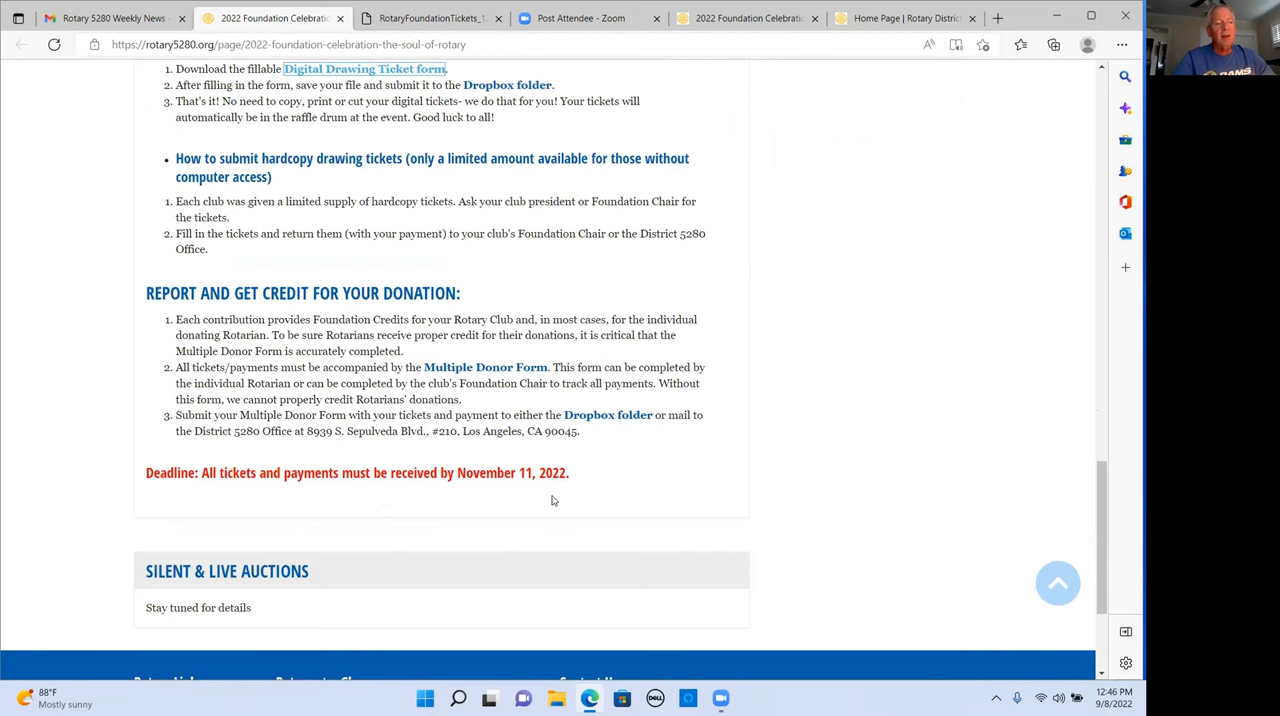 Rotary 5280 Weekly News -
2022 Foundation Celebratio
RotaryFoundationTickets_1
Post Attendee - Zoom
2022 Foundation Celebratio
Home Page | Rotary District
https://rotary5280.org/page/2022-foundation-celebration-the-soul-of-rotary
1. Download the fillable Digital Drawing Ticket form.
2. After filling in the form, save your file and submit it to the Dropbox folder.
3. That's it! No need to copy, print or cut your digital tickets- we do that for you! Your tickets will
automatically be in the raffle drum at the event. Good luck to all!
• How to submit hardcopy drawing tickets (only a limited amount available for those without
computer access)
1. Each club was given a limited supply of hardcopy tickets. Ask your club president or Foundation Chair for
the tickets.
2. Fill in the tickets and return them (with your payment) to your club's Foundation Chair or the District 5280
Office.
REPORT AND GET CREDIT FOR YOUR DONATION:
1. Each contribution provides Foundation Credits for your Rotary Club and, in most cases, for the individual
donating Rotarian. To be sure Rotarians receive proper credit for their donations, it is critical that the
Multiple Donor Form is accurately completed.
2. All tickets/payments must be accompanied by the Multiple Donor Form. This form can be completed by
the individual Rotarian or can be completed by the club's Foundation Chair to track all payments. Without
this form, we cannot properly credit Rotarians' donations.
3. Submit your Multiple Donor Form with your tickets and payment to either the Dropbox folder or mail to
the District 5280 Office at 8939 S. Sepulveda Blvd., #210, Los Angeles, CA 90045.
Deadline: All tickets and payments must be received by November 11, 2022.
SILENT & LIVE AUCTIONS
Stay tuned for details
88°F
Mostly sunny
DELL
12:46 PM
9/8/2022
RAMS